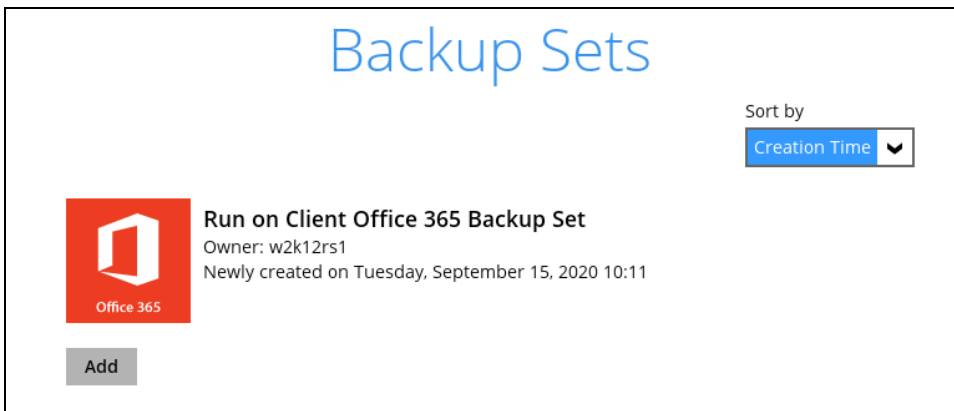 Backup Sets
Sort by
Creation Time
Run on Client Office 365 Backup Set
Owner: w2k12rs1
Newly created on Tuesday, September 15, 2020 10:11
Office 365
Add